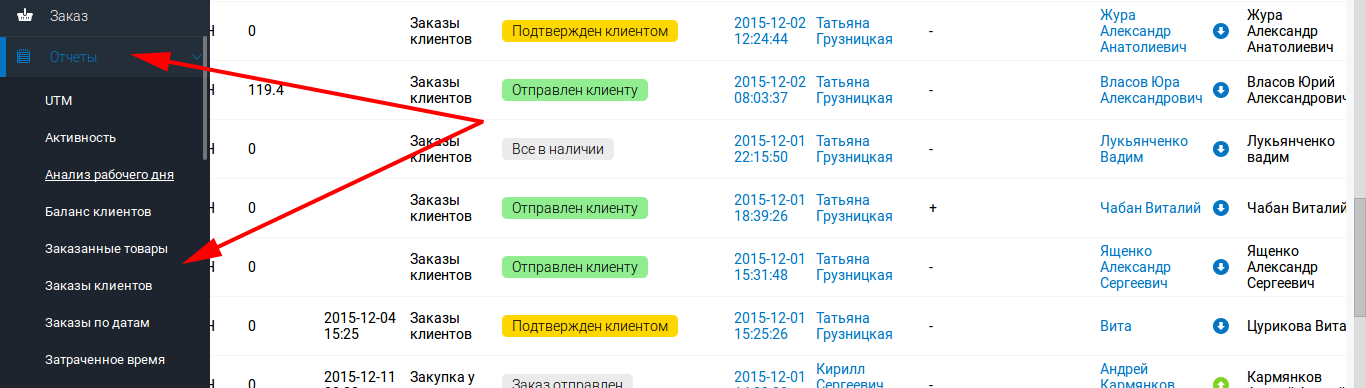 Заказ
Отчеты
UTM
Активность
Анализ рабочего дня
Баланс клиентов
Заказанные товары
Заказы клиентов
Заказы по датам
Затраченное время
Н 0 Заказы клиентов Подтвержден клиентом 2015-12-02 12:24:44 Татьяна Грузницкая - Жура Александр Анатолиевич Жура Александр Анатолиевич
Н 119.4 Заказы клиентов Отправлен клиенту 2015-12-02 08:03:37 Татьяна Грузницкая - Власов Юра Александрович Власов Юрий Александрович
Н 0 Заказы клиентов Все в наличии 2015-12-01 22:15:50 Татьяна Грузницкая - Лукьянченко Вадим Лукьянченко вадим
Н 0 Заказы клиентов Отправлен клиенту 2015-12-01 18:39:26 Татьяна Грузницкая + Чабан Виталий Чабан Виталий
Н 0 Заказы клиентов Отправлен клиенту 2015-12-01 15:31:48 Татьяна Грузницкая - Ященко Александр Сергеевич Ященко Александр Сергеевич
Н 0 2015-12-04 15:25 Заказы клиентов Подтвержден клиентом 2015-12-01 15:25:26 Татьяна Грузницкая - Вита Цурикова Вита
Н 0 2015-12-11 Закупка у Заказ отправлен 2015-12-01 Кирилл Сергеевич - Андрей Кармянков Кармянков